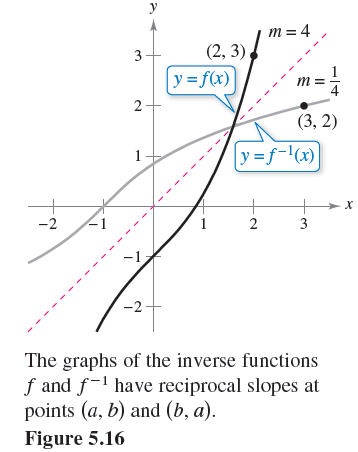 y
m = 4
3
(2, 3)
y = f(x)
m = 1/4
2
(3, 2)
1
y = f⁻¹(x)
x
-2
-1
1
2
3
-1
-2
The graphs of the inverse functions
f and f⁻¹ have reciprocal slopes at
points (a, b) and (b, a).
Figure 5.16